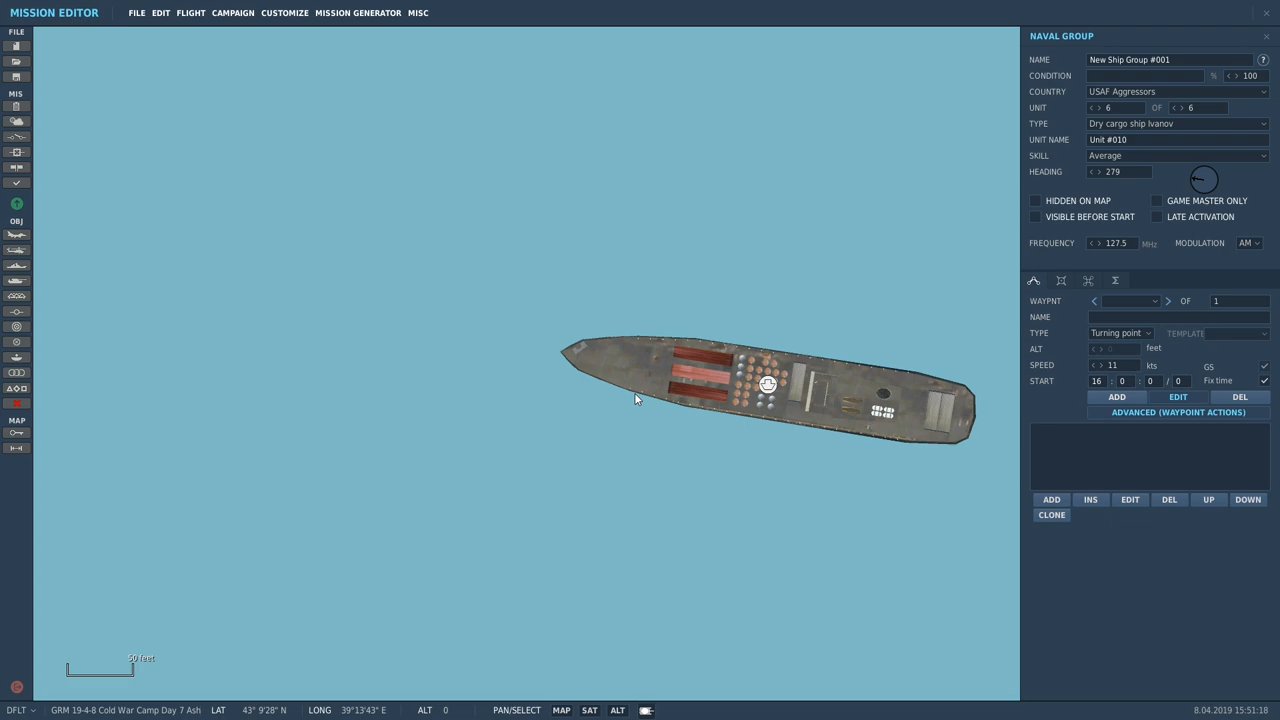 MISSION EDITOR FILE EDIT FLIGHT CAMPAIGN CUSTOMIZE MISSION GENERATOR MISC
FILE
MIS
OBJ
MAP
50 feet
NAVAL GROUP
NAME New Ship Group #001 ?
CONDITION % < > 100
COUNTRY USAF Aggressors
UNIT < > 6 OF < > 6
TYPE Dry cargo ship Ivanov
UNIT NAME Unit #010
SKILL Average
HEADING < > 279
HIDDEN ON MAP GAME MASTER ONLY
VISIBLE BEFORE START LATE ACTIVATION
FREQUENCY < > 127.5 MHz MODULATION AM
WAYPNT < > OF 1
NAME
TYPE Turning point TEMPLATE
ALT < > 0 feet
SPEED < > 11 kts GS
START 16 : 0 : 0 / 0 Fix time
ADD EDIT DEL
ADVANCED (WAYPOINT ACTIONS)
ADD INS EDIT DEL UP DOWN
CLONE
DFLT GRM 19-4-8 Cold War Camp Day 7 Ash LAT 43° 9'28" N LONG 39°13'43" E ALT 0 PAN/SELECT MAP SAT ALT 8.04.2019 15:51:18